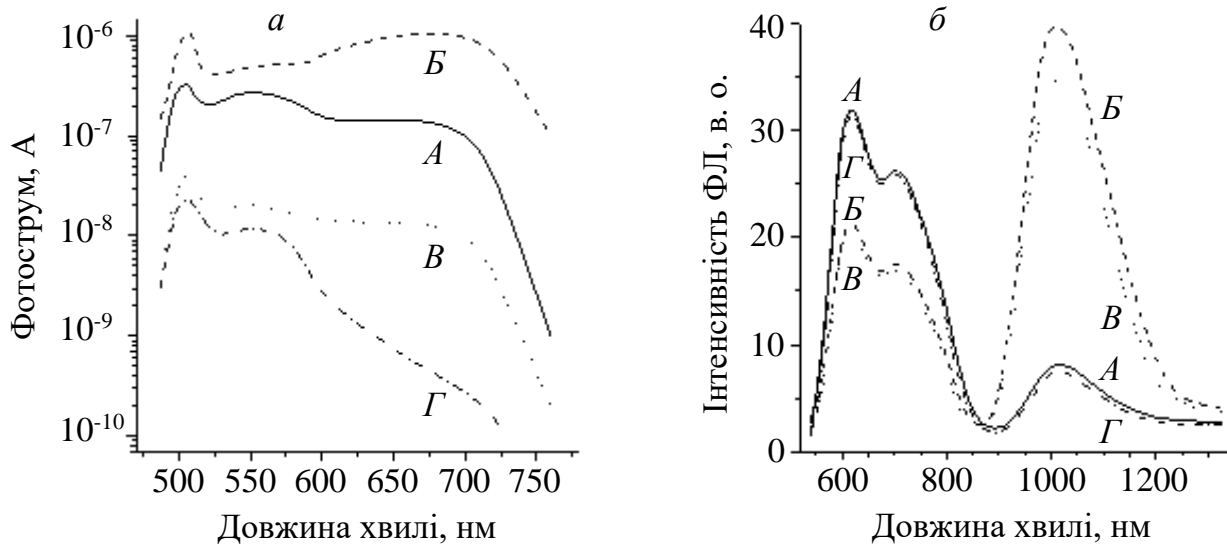 а
Фотострум, А
10-6
10-7
10-8
10-9
10-10
Б
А
В
Г
500 550 600 650 700 750
Довжина хвилі, нм
б
Інтенсивність ФЛ, в. о.
40
30
20
10
0
А
Г
Б
В
Б
В
А
Г
600 800 1000 1200
Довжина хвилі, нм